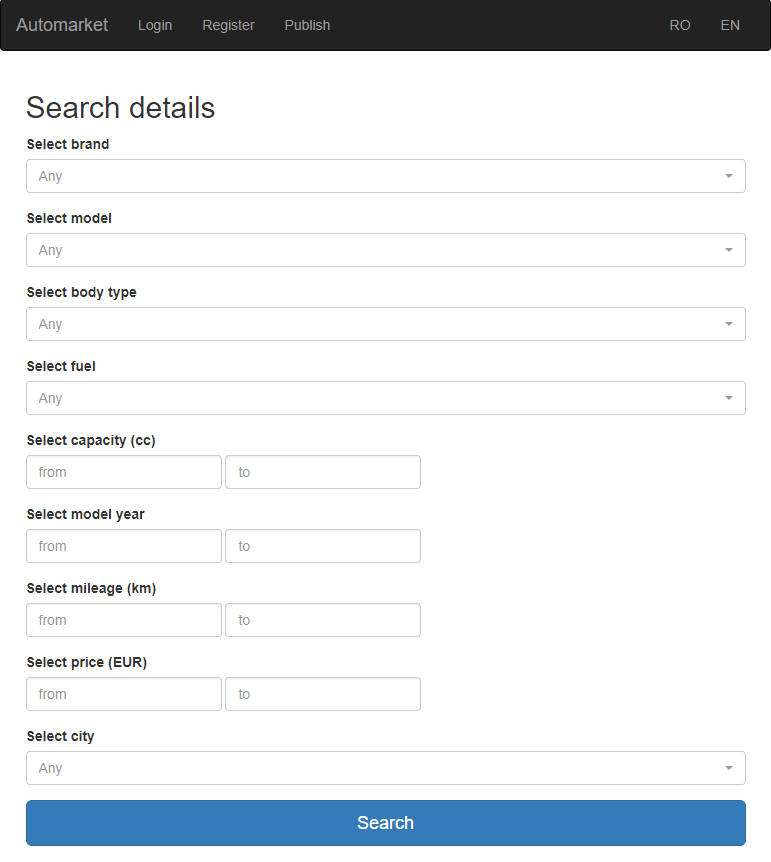 Automarket Login Register Publish RO EN
Search details
Select brand
Any
Select model
Any
Select body type
Any
Select fuel
Any
Select capacity (cc)
from to
Select model year
from to
Select mileage (km)
from to
Select price (EUR)
from to
Select city
Any
Search